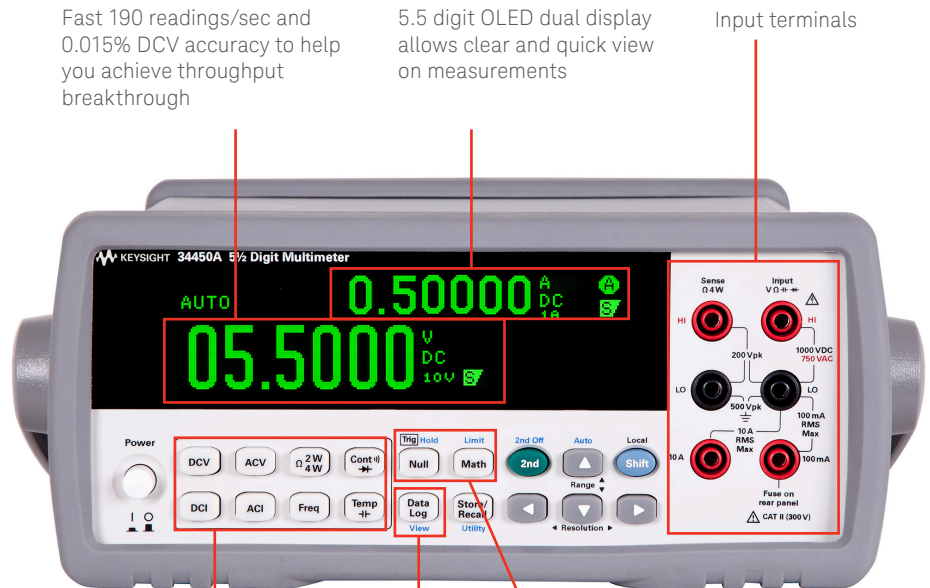 Fast 190 readings/sec and
0.015% DCV accuracy to help
you achieve throughput
breakthrough
5.5 digit OLED dual display
allows clear and quick view
on measurements
Input terminals
KEYSIGHT 34450A 5½ Digit Multimeter
AUTO
0.50000 A DC 1A
A
S
05.5000 V DC 10V
S
Sense
Ω 4 W
Input
V Ω
HI
HI
200 Vpk
1000 VDC
750 VAC
LO
LO
500 Vpk
10 A
RMS
Max
100 mA
RMS
Max
10 A
100 mA
Fuse on
rear panel
CAT II (300 V)
Power
I O
DCV
ACV
Ω 2 W
4 W
Cont
DCI
ACI
Freq
Temp
Trig Hold
Null
Limit
Math
Data
Log
View
Store/
Recall
Utility
2nd Off
2nd
Auto
Range
Local
Shift
Resolution